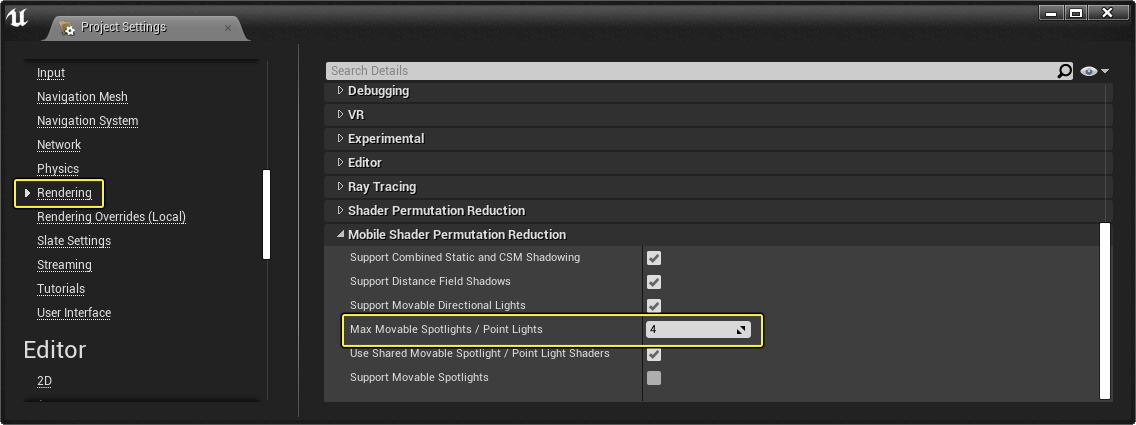 Project Settings
Input
Navigation Mesh
Navigation System
Network
Physics
Rendering
Rendering Overrides (Local)
Slate Settings
Streaming
Tutorials
User Interface
Editor
2D
Search Details
Debugging
VR
Experimental
Editor
Ray Tracing
Shader Permutation Reduction
Mobile Shader Permutation Reduction
Support Combined Static and CSM Shadowing
Support Distance Field Shadows
Support Movable Directional Lights
Max Movable Spotlights / Point Lights 4
Use Shared Movable Spotlight / Point Light Shaders
Support Movable Spotlights